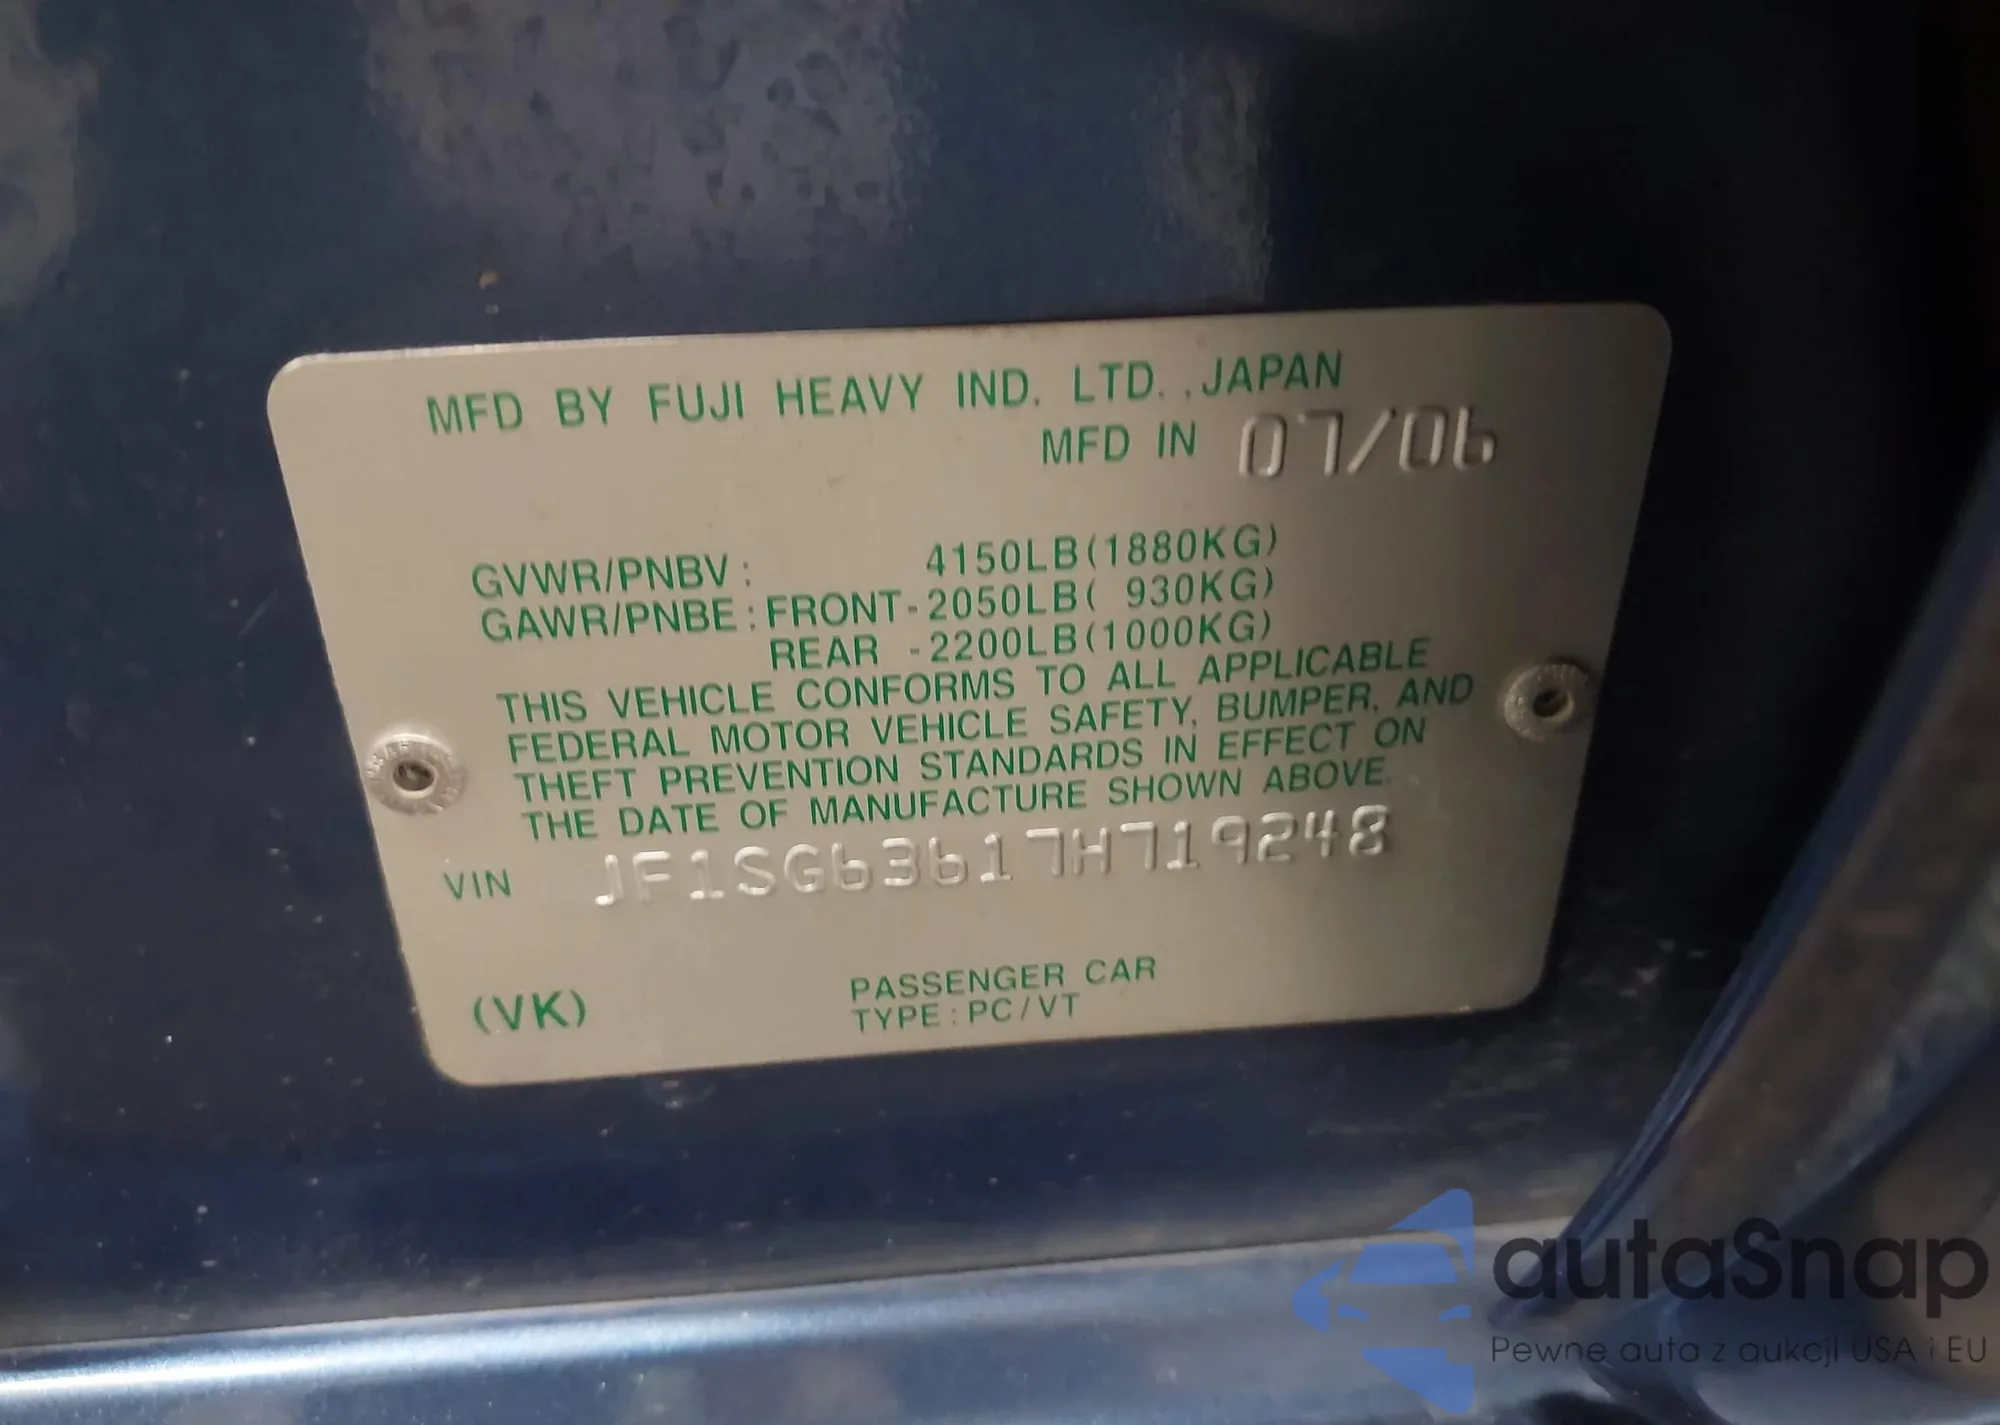 MFD BY FUJI HEAVY IND. LTD. ,JAPAN
MFD IN 07/06
GVWR/PNBV : 4150LB(1880KG)
GAWR/PNBE : FRONT-2050LB( 930KG)
REAR -2200LB(1000KG)
THIS VEHICLE CONFORMS TO ALL APPLICABLE
FEDERAL MOTOR VEHICLE SAFETY, BUMPER, AND
THEFT PREVENTION STANDARDS IN EFFECT ON
THE DATE OF MANUFACTURE SHOWN ABOVE.
VIN JF1SG63617H719248
(VK)
PASSENGER CAR
TYPE : PC/VT
autaSnap
Pewne auta z aukcji USA i EU